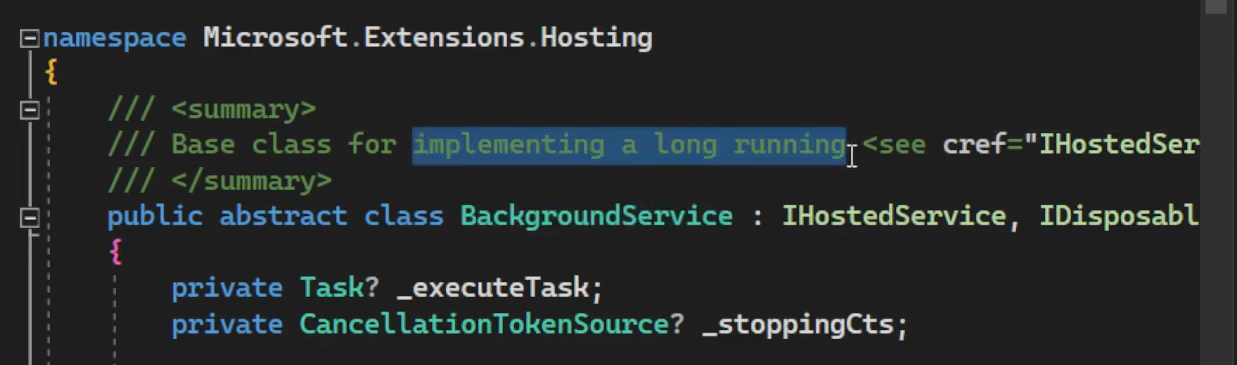 namespace Microsoft.Extensions.Hosting
{
/// <summary>
/// Base class for implementing a long running <see cref="IHostedSer
/// </summary>
public abstract class BackgroundService : IHostedService, IDisposabl
{
private Task? _executeTask;
private CancellationTokenSource? _stoppingCts;